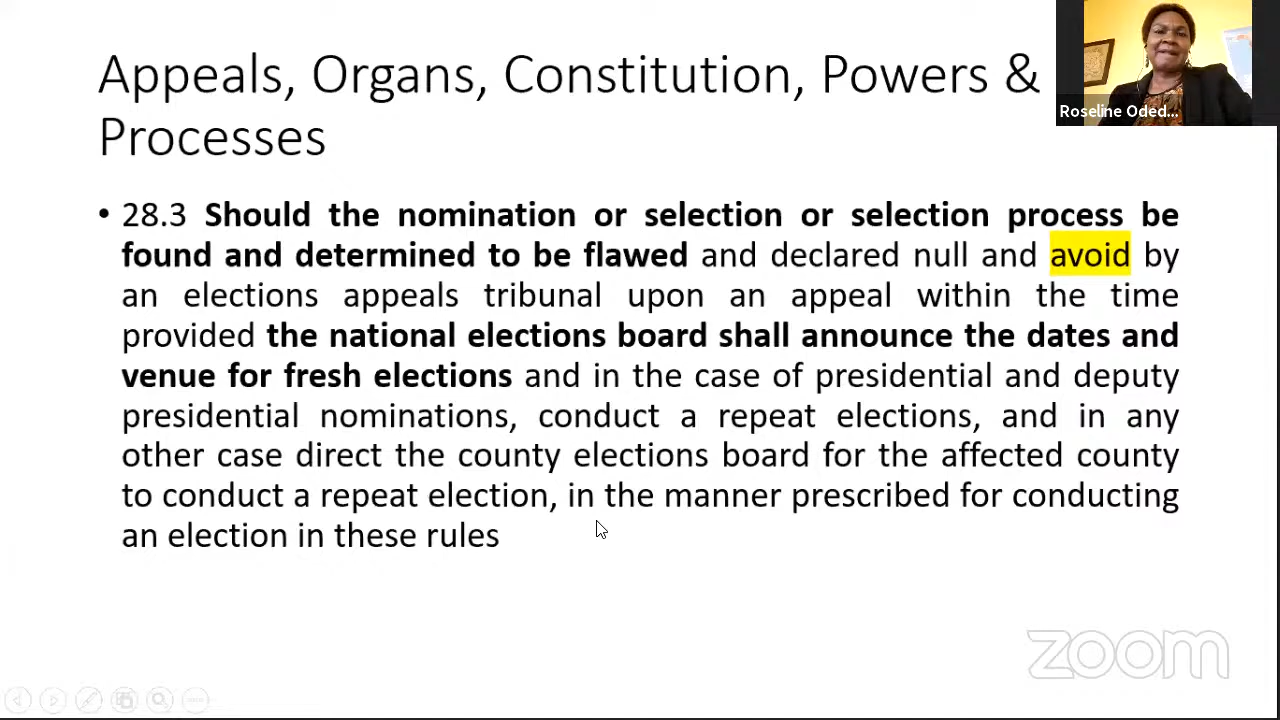 Appeals, Organs, Constitution, Powers &
Processes
Roseline Oded...
• 28.3 Should the nomination or selection or selection process be
found and determined to be flawed and declared null and avoid by
an elections appeals tribunal upon an appeal within the time
provided the national elections board shall announce the dates and
venue for fresh elections and in the case of presidential and deputy
presidential nominations, conduct a repeat elections, and in any
other case direct the county elections board for the affected county
to conduct a repeat election, in the manner prescribed for conducting
an election in these rules
zoom